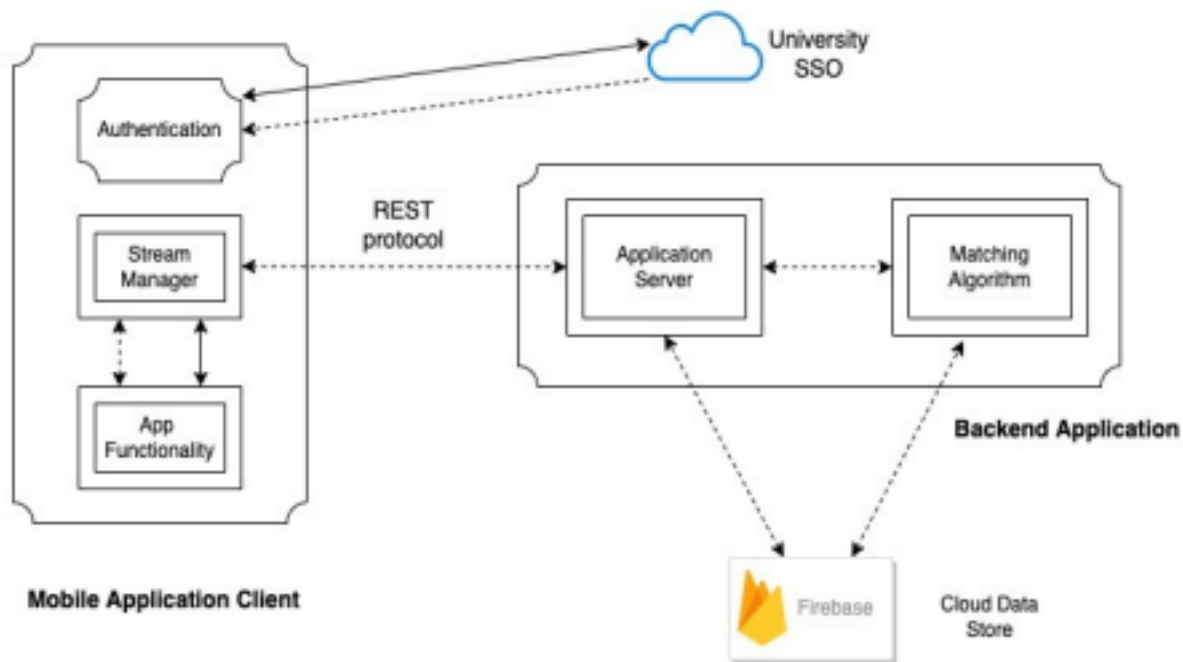 University
SSO
Authentication
REST
protocol
Stream
Manager
Application
Server
Matching
Algorithm
App
Functionality
Backend Application
Mobile Application Client
Firebase
Cloud Data
Store